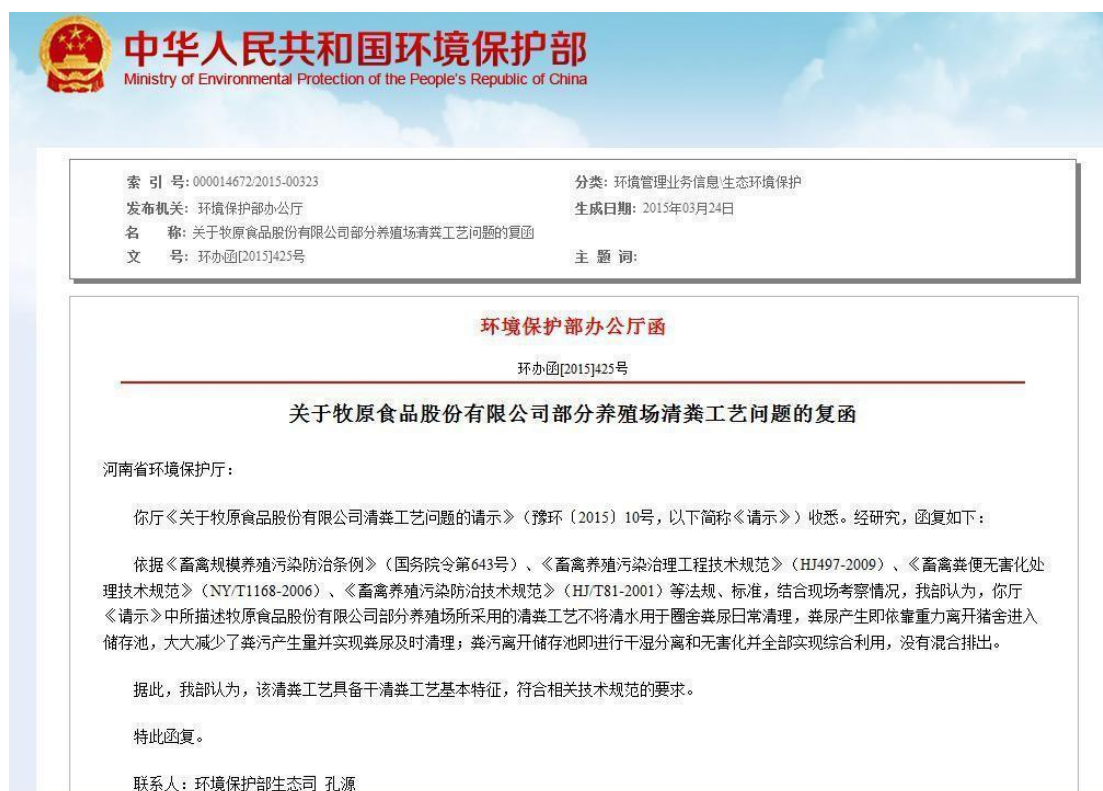 中华人民共和国环境保护部
Ministry of Environmental Protection of the People's Republic of China
索 引 号: 000014672/2015-00323 分类: 环境管理业务信息\生态环境保护
发布机关: 环境保护部办公厅 生成日期: 2015年03月24日
名 称: 关于牧原食品股份有限公司部分养殖场清粪工艺问题的复函
文 号: 环办函[2015]425号 主 题 词:
环境保护部办公厅函
环办函[2015]425号
关于牧原食品股份有限公司部分养殖场清粪工艺问题的复函
河南省环境保护厅:
你厅《关于牧原食品股份有限公司清粪工艺问题的请示》(豫环〔2015〕10号,以下简称《请示》)收悉。经研究,函复如下:
依据《畜禽规模养殖污染防治条例》(国务院令第643号)、《畜禽养殖污染治理工程技术规范》(HJ497-2009)、《畜禽粪便无害化处
理技术规范》(NY/T1168-2006)、《畜禽养殖污染防治技术规范》(HJ/T81-2001)等法规、标准,结合现场考察情况,我部认为,你厅
《请示》中所描述牧原食品股份有限公司部分养殖场所采用的清粪工艺不将清水用于圈舍粪尿日常清理,粪尿产生即依靠重力离开猪舍进入
储存池,大大减少了粪污产生量并实现粪尿及时清理;粪污离开储存池即进行干湿分离和无害化并全部实现综合利用,没有混合排出。
据此,我部认为,该清粪工艺具备干清粪工艺基本特征,符合相关技术规范的要求。
特此函复。
联系人:环境保护部生态司 孔源